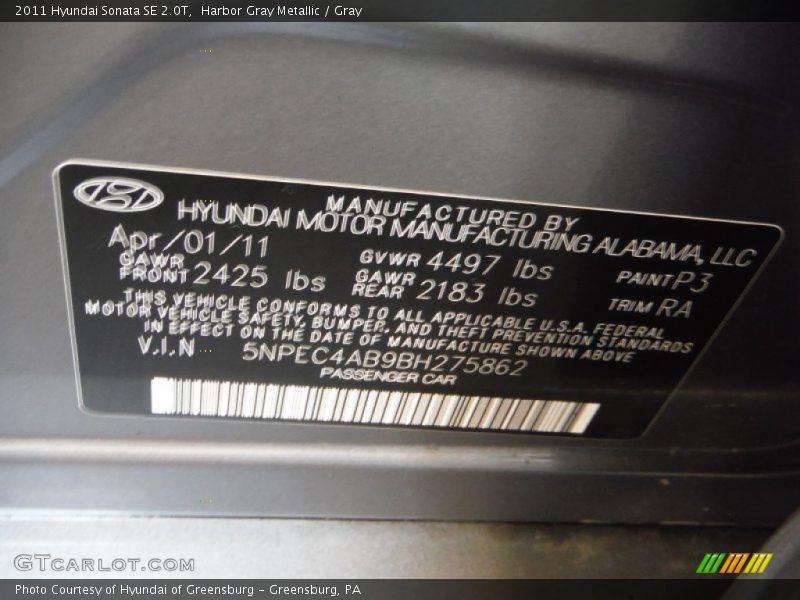 2011 Hyundai Sonata SE 2.0T, Harbor Gray Metallic / Gray
MANUFACTURED BY
HYUNDAI MOTOR MANUFACTURING ALABAMA, LLC
Apr/01/11 GVWR 4497 lbs PAINT P3
GAWR FRONT 2425 lbs GAWR REAR 2183 lbs TRIM RA
THIS VEHICLE CONFORMS TO ALL APPLICABLE U.S.A. FEDERAL
MOTOR VEHICLE SAFETY, BUMPER, AND THEFT PREVENTION STANDARDS
IN EFFECT ON THE DATE OF MANUFACTURE SHOWN ABOVE
V.I.N 5NPEC4AB9BH275862
PASSENGER CAR
GTCARLOT.COM
Photo Courtesy of Hyundai of Greensburg - Greensburg, PA